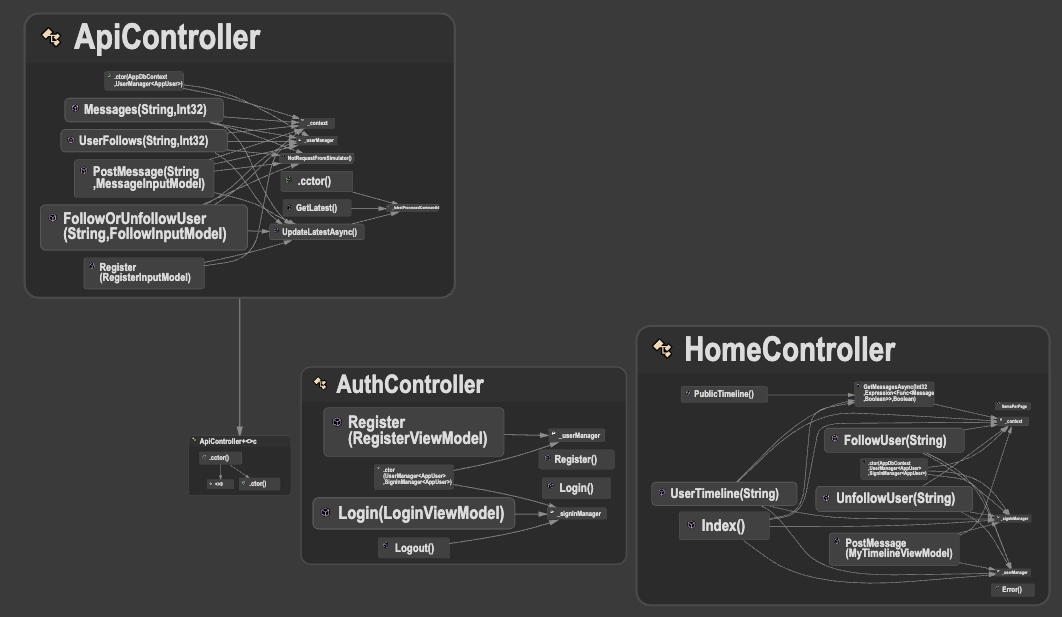 ApiController
.ctor(AppDbContext
,UserManager<AppUser>)
Messages(String,Int32)
_context
UserFollows(String,Int32)
_userManager
NotRequestFromSimulator()
PostMessage(String
,MessageInputModel)
.cctor()
GetLatest()
FollowOrUnfollowUser
(String,FollowInputModel)
UpdateLatestAsync()
Register
(RegisterInputModel)
ApiController+<>c
.cctor()
<>9
.ctor()
AuthController
Register
(RegisterViewModel)
_userManager
Register()
.ctor
(UserManager<AppUser>
,SignInManager<AppUser>)
Login()
Login(LoginViewModel)
_signInManager
Logout()
HomeController
PublicTimeline()
GetMessagesAsync(Int32
,Expression<Func<Message
,Boolean>>,Boolean)
ItemsPerPage
_context
FollowUser(String)
.ctor(AppDbContext
,UserManager<AppUser>
,SignInManager<AppUser>)
UserTimeline(String)
UnfollowUser(String)
_signInManager
Index()
PostMessage
(MyTimelineViewModel)
_userManager
Error()